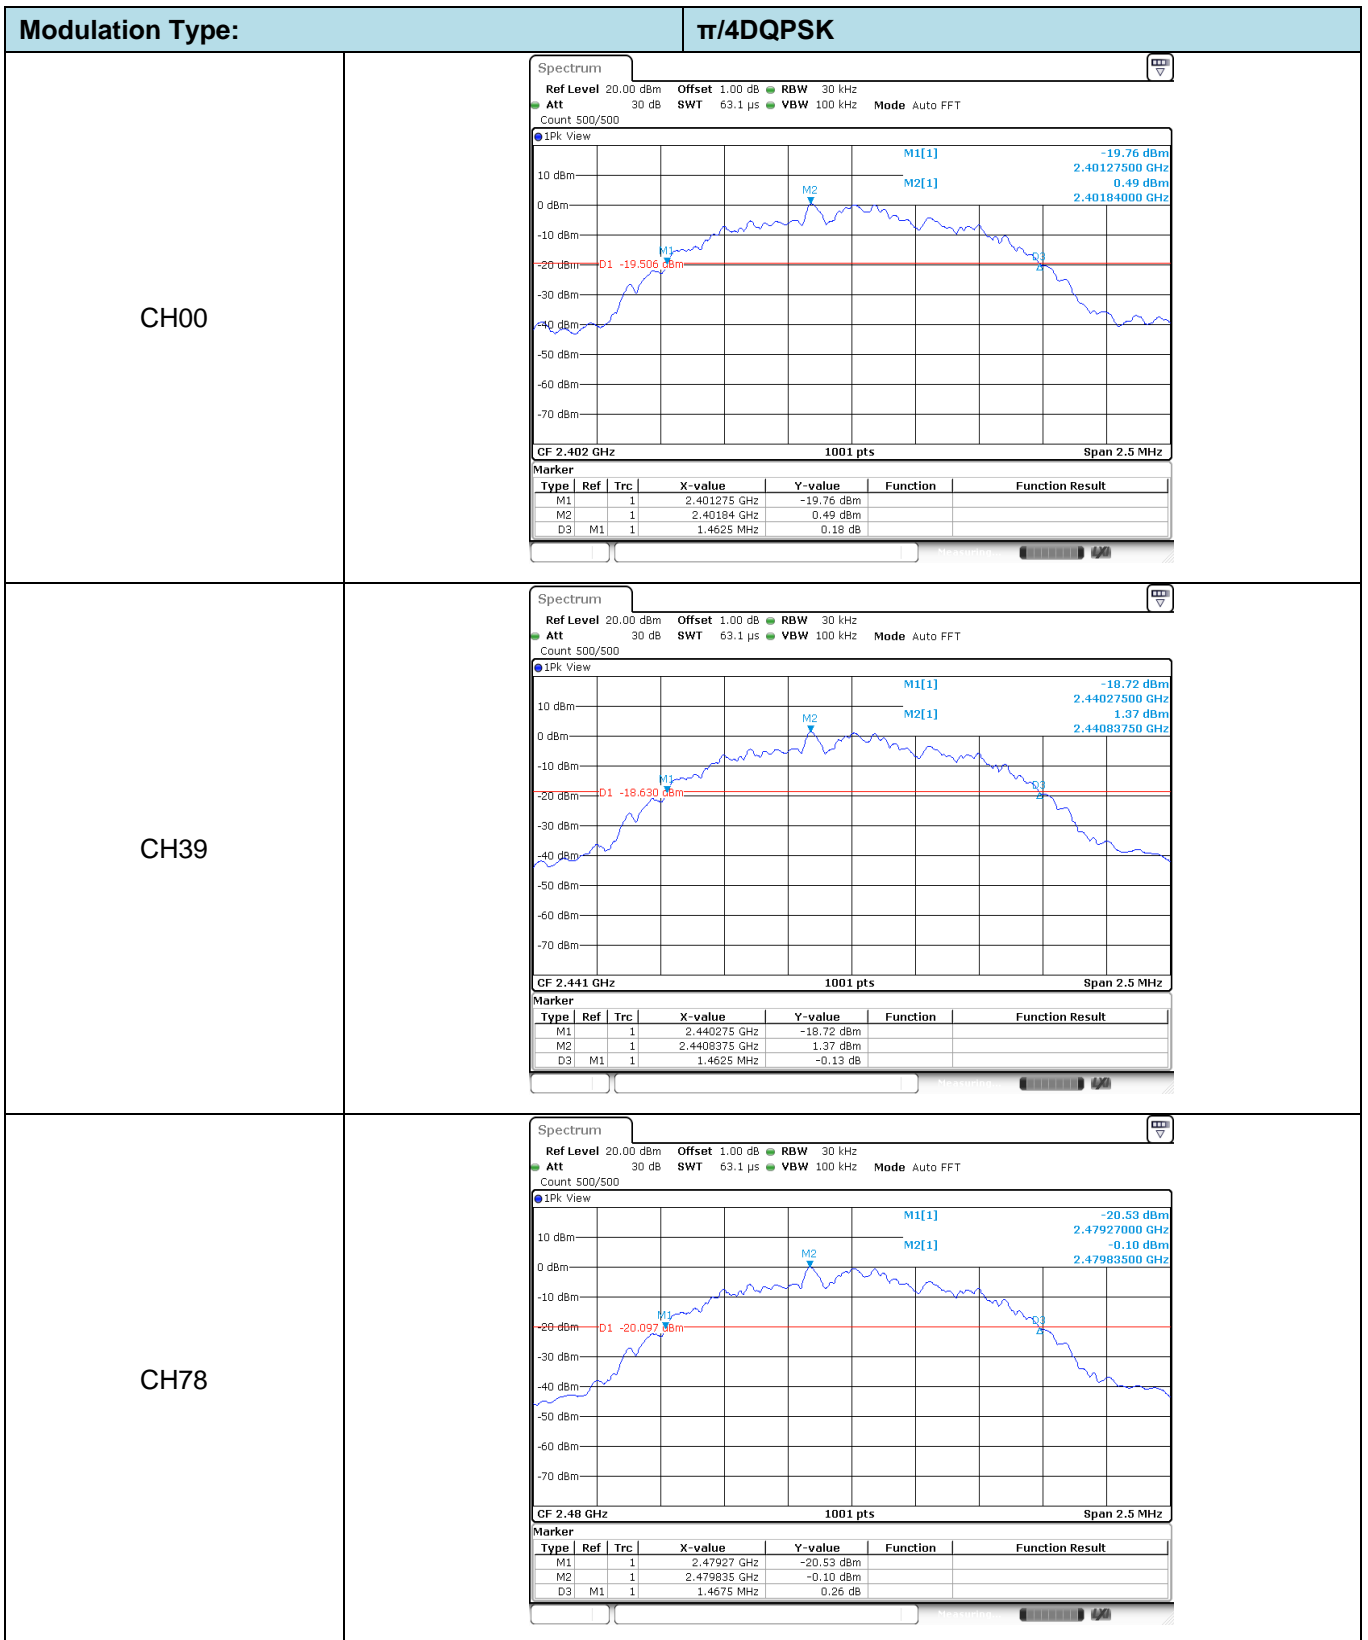 Modulation Type: π/4DQPSK
CH00
Spectrum
Ref Level 20.00 dBm Offset 1.00 dB RBW 30 kHz
Att 30 dB SWT 63.1 µs VBW 100 kHz Mode Auto FFT
Count 500/500
1Pk View
M1[1] -19.76 dBm
2.40127500 GHz
10 dBm
M2[1] 0.49 dBm
2.40184000 GHz
M2
0 dBm
-10 dBm
M1
D3
-20 dBm D1 -19.506 dBm
-30 dBm
-40 dBm
-50 dBm
-60 dBm
-70 dBm
CF 2.402 GHz 1001 pts Span 2.5 MHz
Marker
Type Ref Trc X-value Y-value Function Function Result
M1 1 2.401275 GHz -19.76 dBm
M2 1 2.40184 GHz 0.49 dBm
D3 M1 1 1.4625 MHz 0.18 dB
Measuring...
LXI
CH39
Spectrum
Ref Level 20.00 dBm Offset 1.00 dB RBW 30 kHz
Att 30 dB SWT 63.1 µs VBW 100 kHz Mode Auto FFT
Count 500/500
1Pk View
M1[1] -18.72 dBm
2.44027500 GHz
10 dBm
M2[1] 1.37 dBm
2.44083750 GHz
M2
0 dBm
-10 dBm
M1
D3
-20 dBm D1 -18.630 dBm
-30 dBm
-40 dBm
-50 dBm
-60 dBm
-70 dBm
CF 2.441 GHz 1001 pts Span 2.5 MHz
Marker
Type Ref Trc X-value Y-value Function Function Result
M1 1 2.440275 GHz -18.72 dBm
M2 1 2.4408375 GHz 1.37 dBm
D3 M1 1 1.4625 MHz -0.13 dB
Measuring...
LXI
CH78
Spectrum
Ref Level 20.00 dBm Offset 1.00 dB RBW 30 kHz
Att 30 dB SWT 63.1 µs VBW 100 kHz Mode Auto FFT
Count 500/500
1Pk View
M1[1] -20.53 dBm
2.47927000 GHz
10 dBm
M2[1] -0.10 dBm
2.47983500 GHz
M2
0 dBm
-10 dBm
M1
D3
-20 dBm D1 -20.097 dBm
-30 dBm
-40 dBm
-50 dBm
-60 dBm
-70 dBm
CF 2.48 GHz 1001 pts Span 2.5 MHz
Marker
Type Ref Trc X-value Y-value Function Function Result
M1 1 2.47927 GHz -20.53 dBm
M2 1 2.479835 GHz -0.10 dBm
D3 M1 1 1.4675 MHz 0.26 dB
Measuring...
LXI